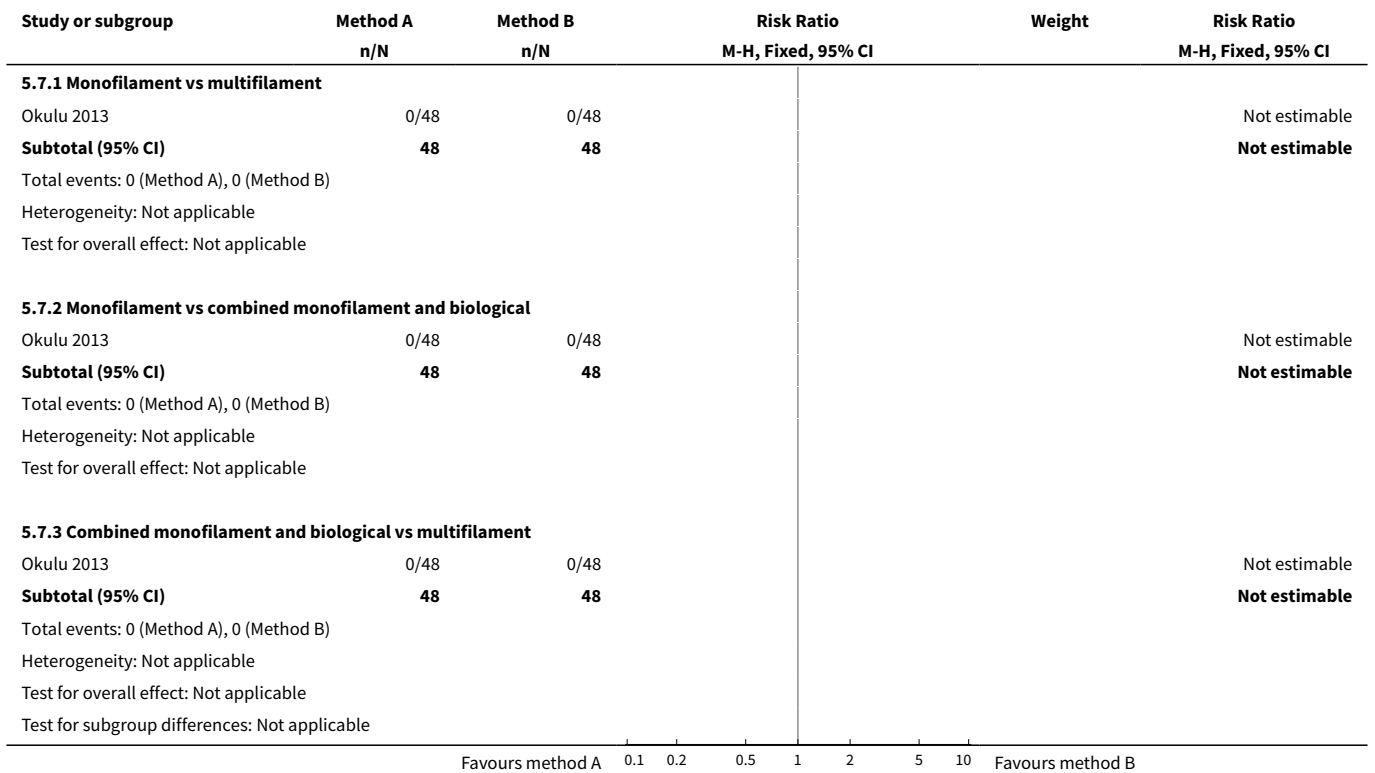 Study or subgroup Method A Method B Risk Ratio Weight Risk Ratio
n/N n/N M-H, Fixed, 95% CI M-H, Fixed, 95% CI
5.7.1 Monofilament vs multifilament
Okulu 2013 0/48 0/48 Not estimable
Subtotal (95% CI) 48 48 Not estimable
Total events: 0 (Method A), 0 (Method B)
Heterogeneity: Not applicable
Test for overall effect: Not applicable
5.7.2 Monofilament vs combined monofilament and biological
Okulu 2013 0/48 0/48 Not estimable
Subtotal (95% CI) 48 48 Not estimable
Total events: 0 (Method A), 0 (Method B)
Heterogeneity: Not applicable
Test for overall effect: Not applicable
5.7.3 Combined monofilament and biological vs multifilament
Okulu 2013 0/48 0/48 Not estimable
Subtotal (95% CI) 48 48 Not estimable
Total events: 0 (Method A), 0 (Method B)
Heterogeneity: Not applicable
Test for overall effect: Not applicable
Test for subgroup differences: Not applicable
Favours method A 0.1 0.2 0.5 1 2 5 10 Favours method B